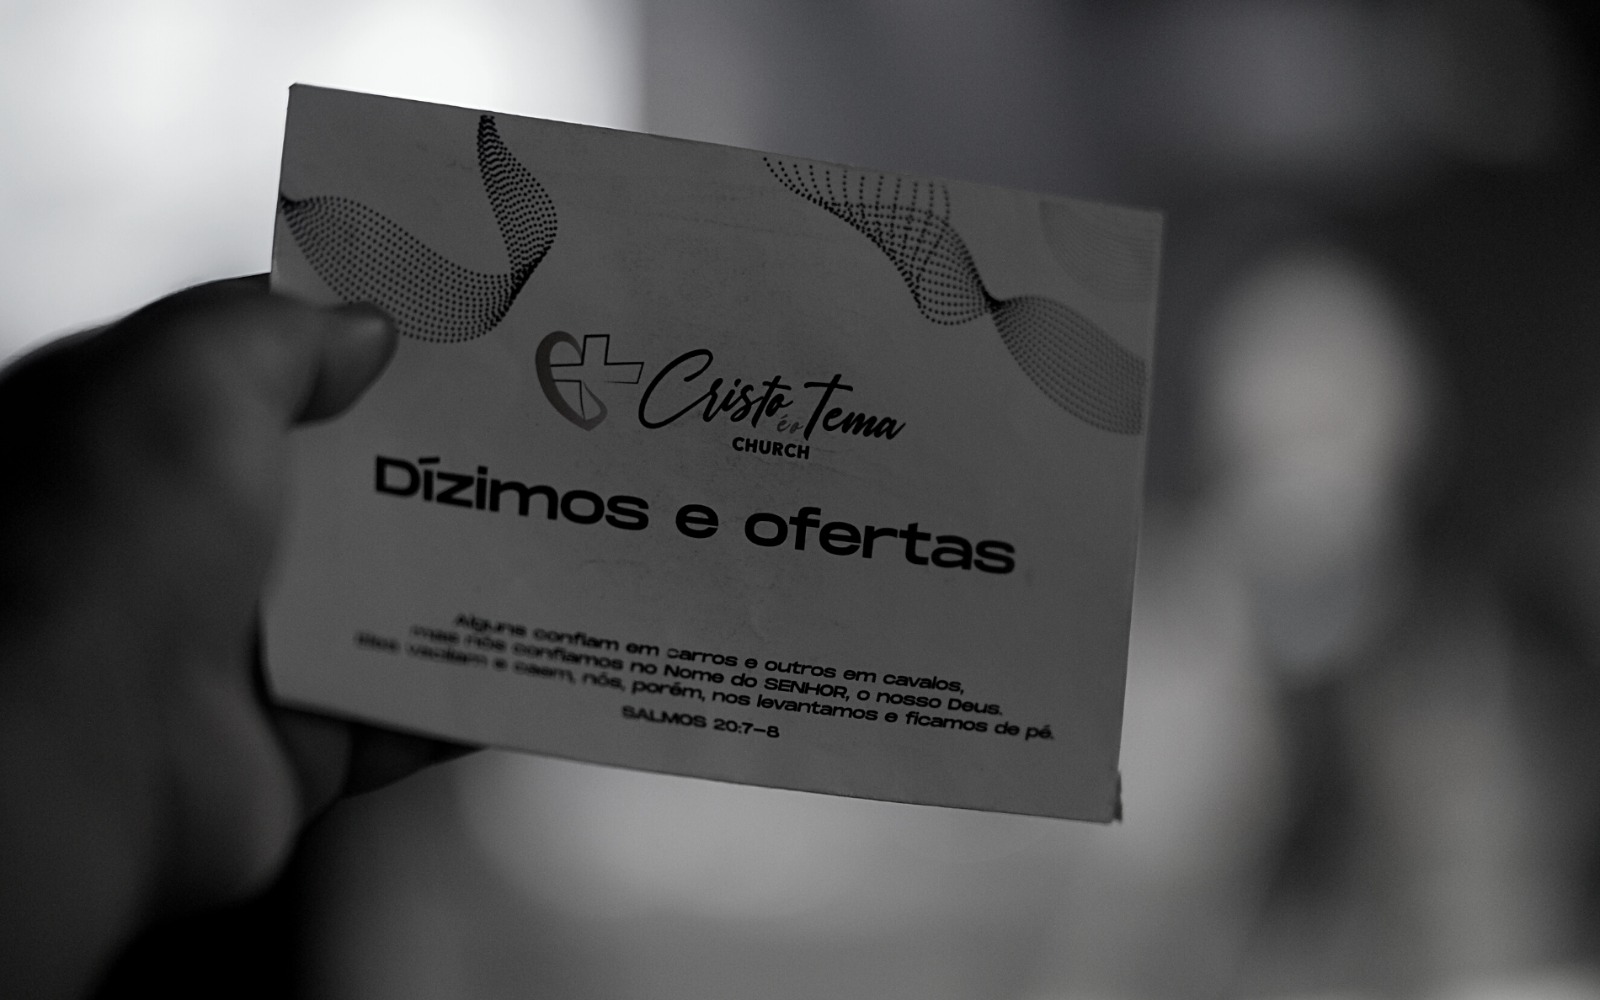 Cristo é o Tema
CHURCH
Dízimos e ofertas
Alguns confiam em carros e outros em cavalos,
mas nós confiamos no Nome do SENHOR, o nosso Deus.
eles vacilam e caem, nós, porém, nos levantamos e ficamos de pé.
SALMOS 20:7–8